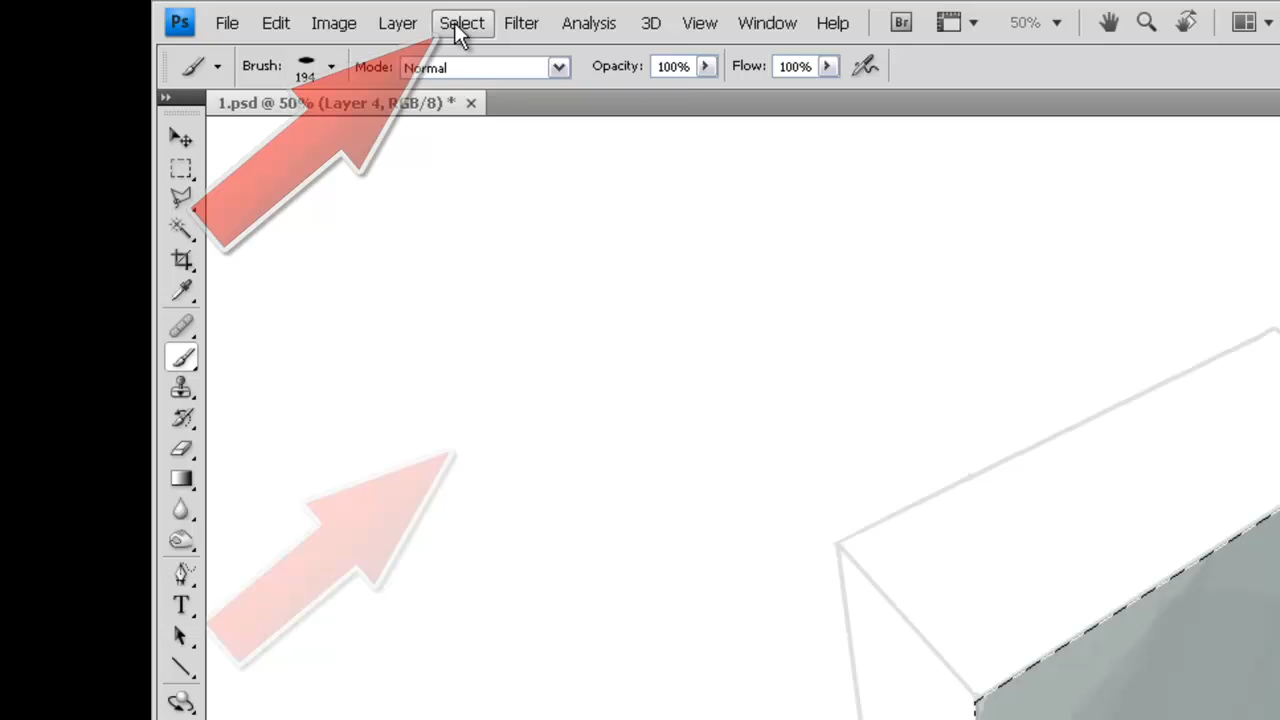 Ps File Edit Image Layer Select Filter Analysis 3D View Window Help Br 50%
Brush: 194 Mode: Normal Opacity: 100% Flow: 100%
1.psd @ 50% (Layer 4, RGB/8) *
T